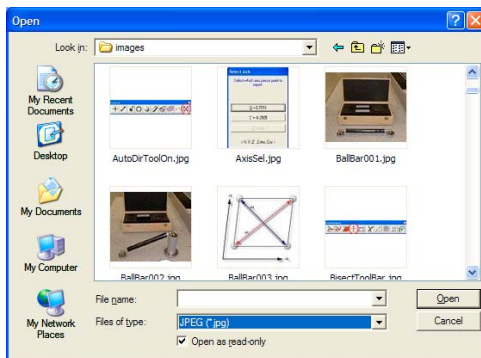 Open
Look in:
images
My Recent
Documents
Desktop
My Documents
My Computer
My Network
Places
AutoDirToolOn.jpg
AxisSel.jpg
BallBar001.jpg
BallBar002.jpg
BallBar003.jpg
BisectToolBar.jpg
File name:
Open
Files of type:
JPEG (*.jpg)
Cancel
Open as read-only